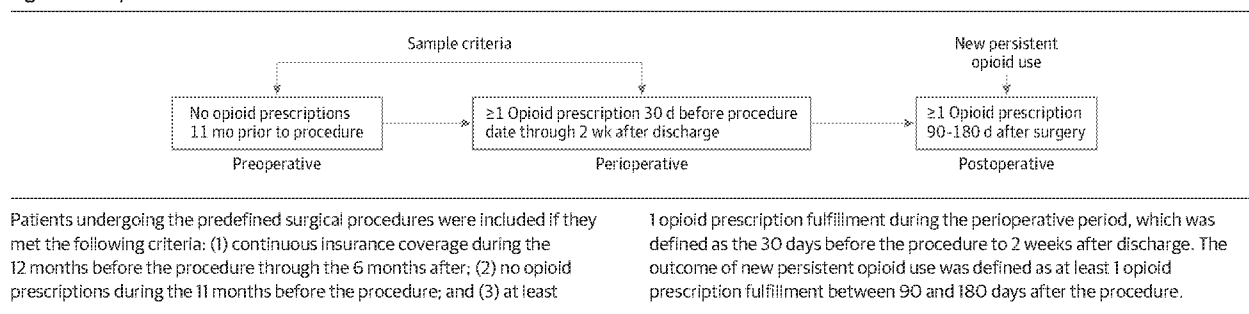 Sample criteria
New persistent
opioid use
No opioid prescriptions
11 mo prior to procedure
≥1 Opioid prescription 30 d before procedure
date through 2 wk after discharge
≥1 Opioid prescription
90-180 d after surgery
Preoperative
Perioperative
Postoperative
Patients undergoing the predefined surgical procedures were included if they
met the following criteria: (1) continuous insurance coverage during the
12 months before the procedure through the 6 months after; (2) no opioid
prescriptions during the 11 months before the procedure; and (3) at least
1 opioid prescription fulfillment during the perioperative period, which was
defined as the 30 days before the procedure to 2 weeks after discharge. The
outcome of new persistent opioid use was defined as at least 1 opioid
prescription fulfillment between 90 and 180 days after the procedure.